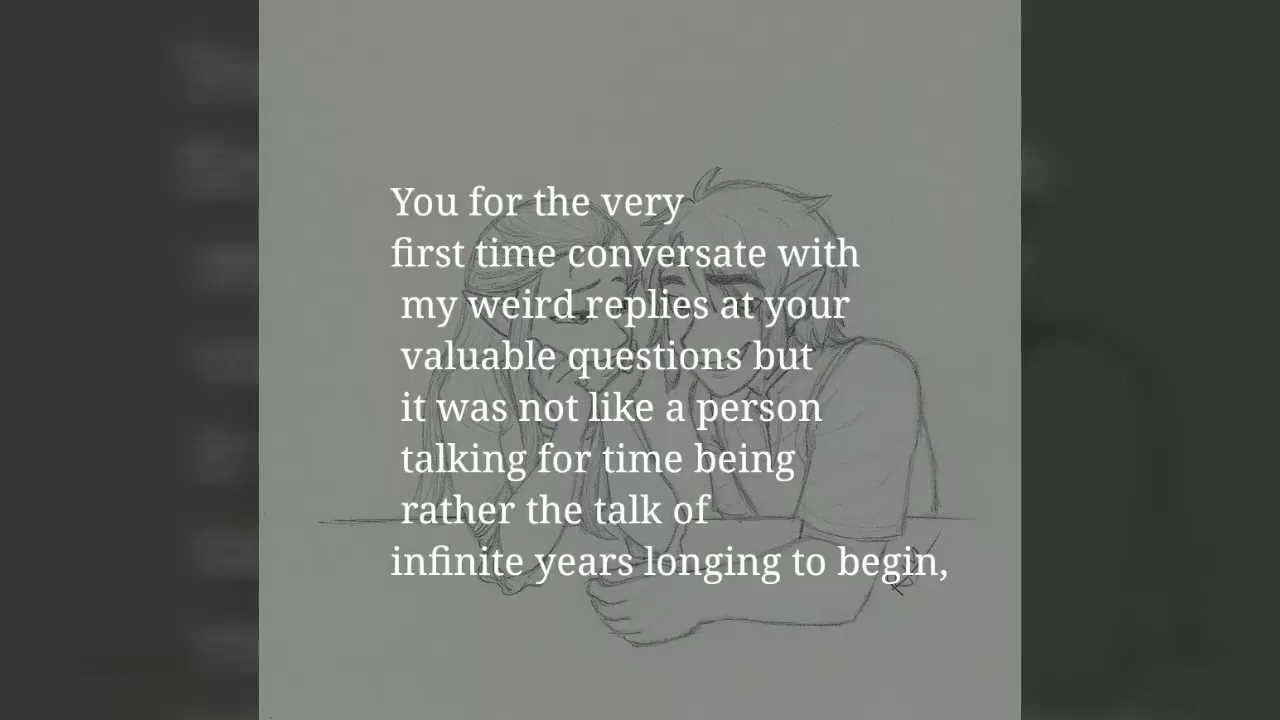 You for the very
first time conversate with
my weird replies at your
valuable questions but
it was not like a person
talking for time being
rather the talk of
infinite years longing to begin,